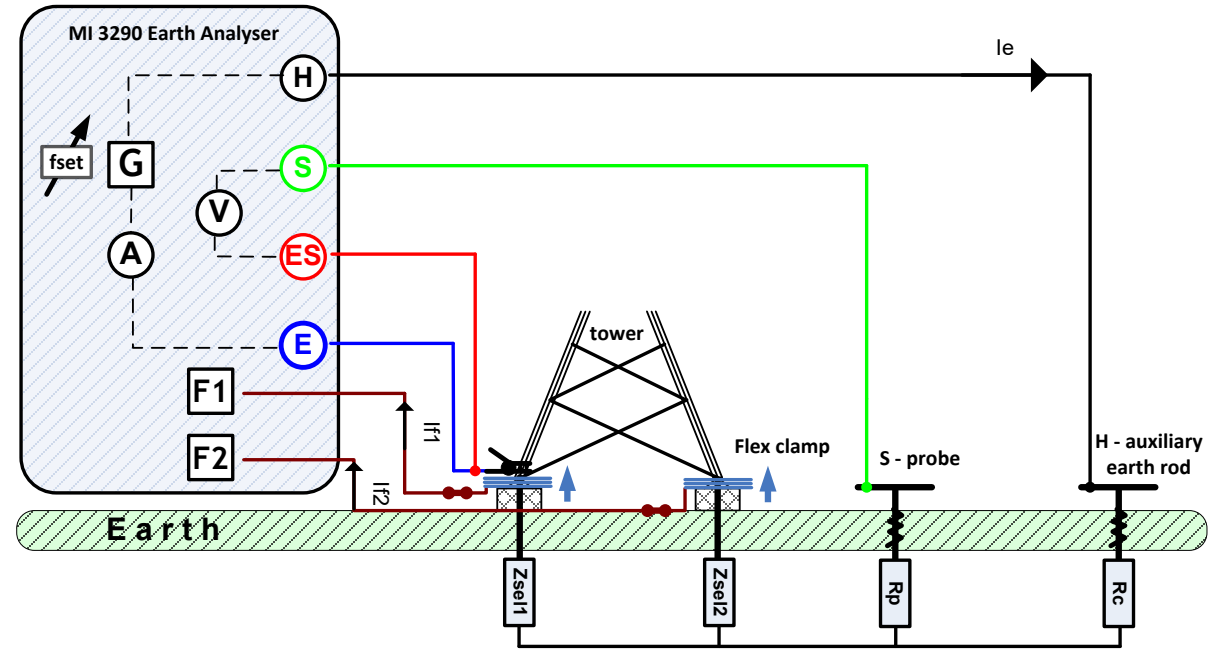 MI 3290 Earth Analyser
H
Ie
fset
G
S
V
A
ES
E
tower
F1
If1
F2
If2
Flex clamp
S - probe
H - auxiliary
earth rod
Earth
Zsel1
Zsel2
Rp
Rc